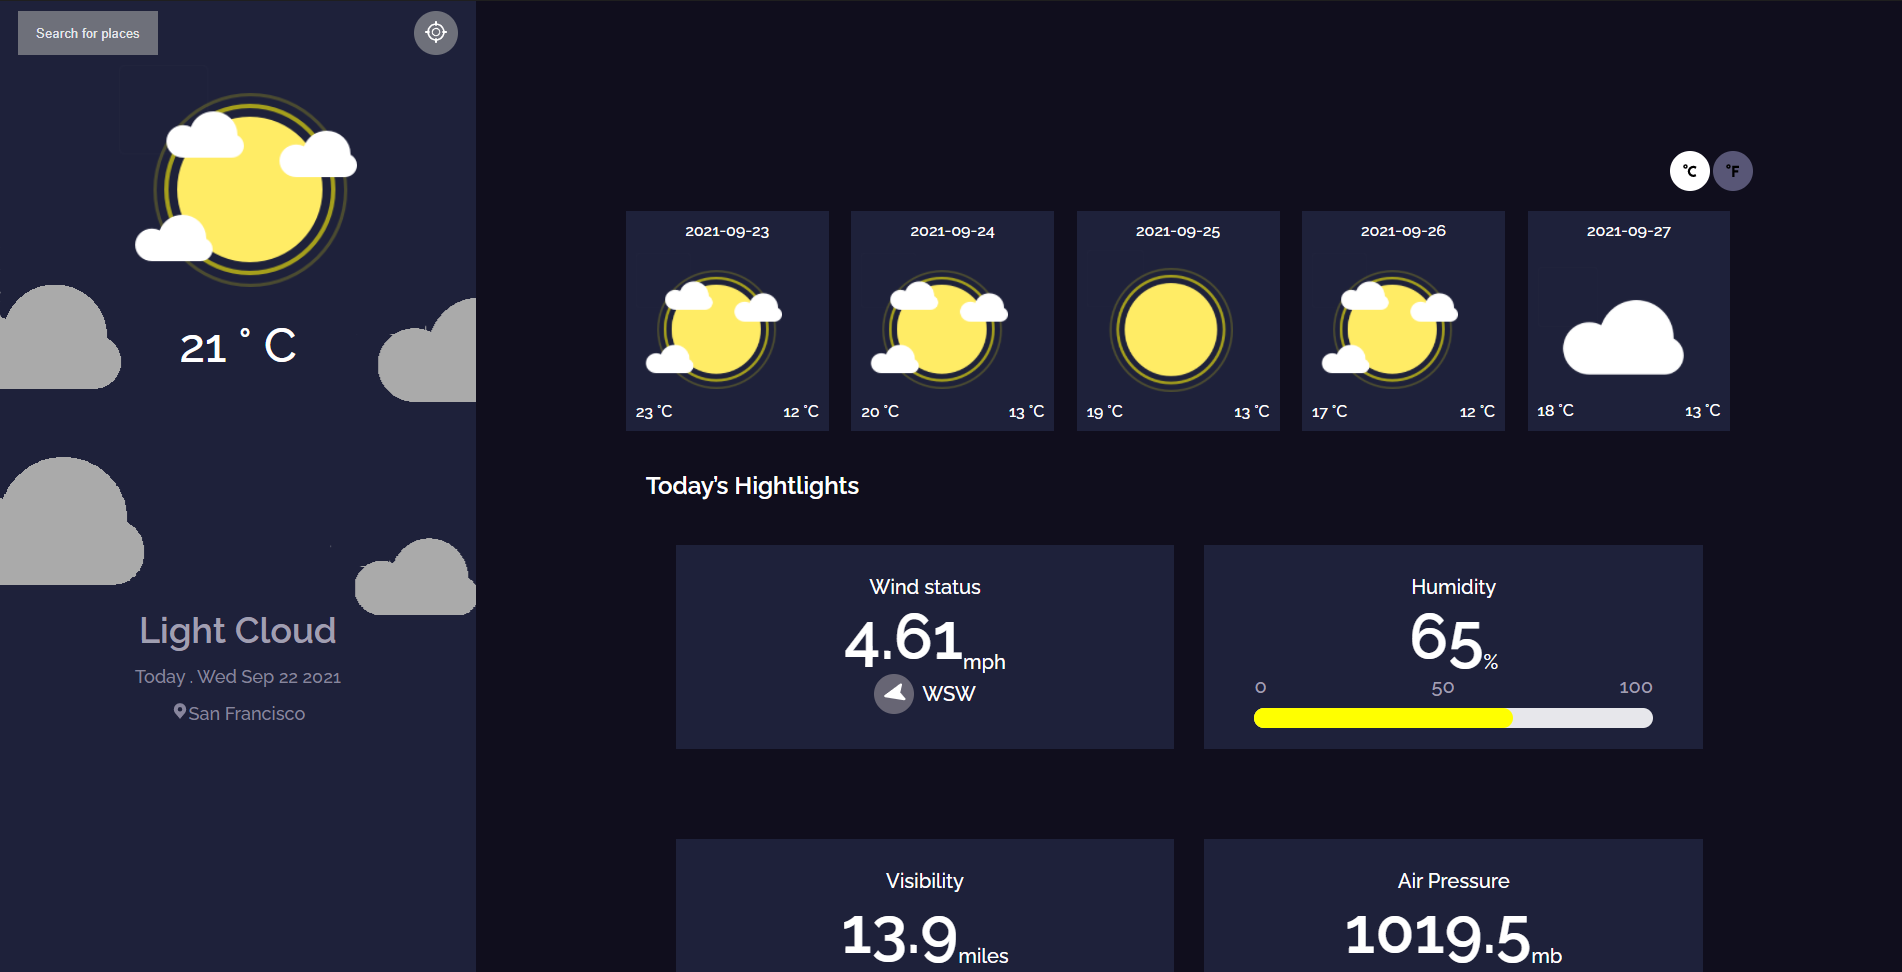 Search for places
21 ° C
Light Cloud
Today . Wed Sep 22 2021
San Francisco
°C °F
2021-09-23
23 °C 12 °C
2021-09-24
20 °C 13 °C
2021-09-25
19 °C 13 °C
2021-09-26
17 °C 12 °C
2021-09-27
18 °C 13 °C
Today's Hightlights
Wind status
4.61mph
WSW
Humidity
65%
0 50 100
Visibility
13.9miles
Air Pressure
1019.5mb